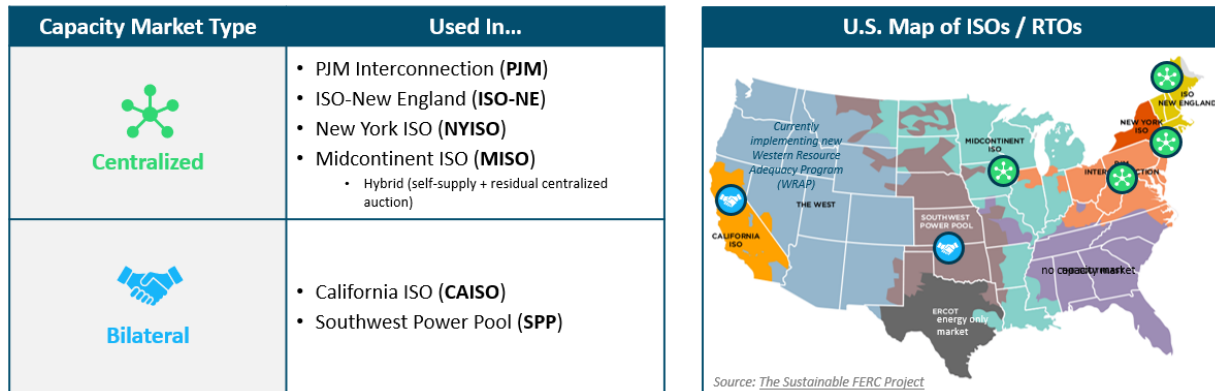 Capacity Market Type
Used In...
Centralized
• PJM Interconnection (PJM)
• ISO-New England (ISO-NE)
• New York ISO (NYISO)
• Midcontinent ISO (MISO)
• Hybrid (self-supply + residual centralized
auction)
Bilateral
• California ISO (CAISO)
• Southwest Power Pool (SPP)
U.S. Map of ISOs / RTOs
ISO
NEW ENGLAND
NEW YORK
ISO
MIDCONTINENT
ISO
Currently
implementing new
Western Resource
Adequacy Program
(WRAP)
THE WEST
CALIFORNIA
ISO
SOUTHWEST
POWER POOL
no capacity market
ERCOT
energy only
market
Source: The Sustainable FERC Project